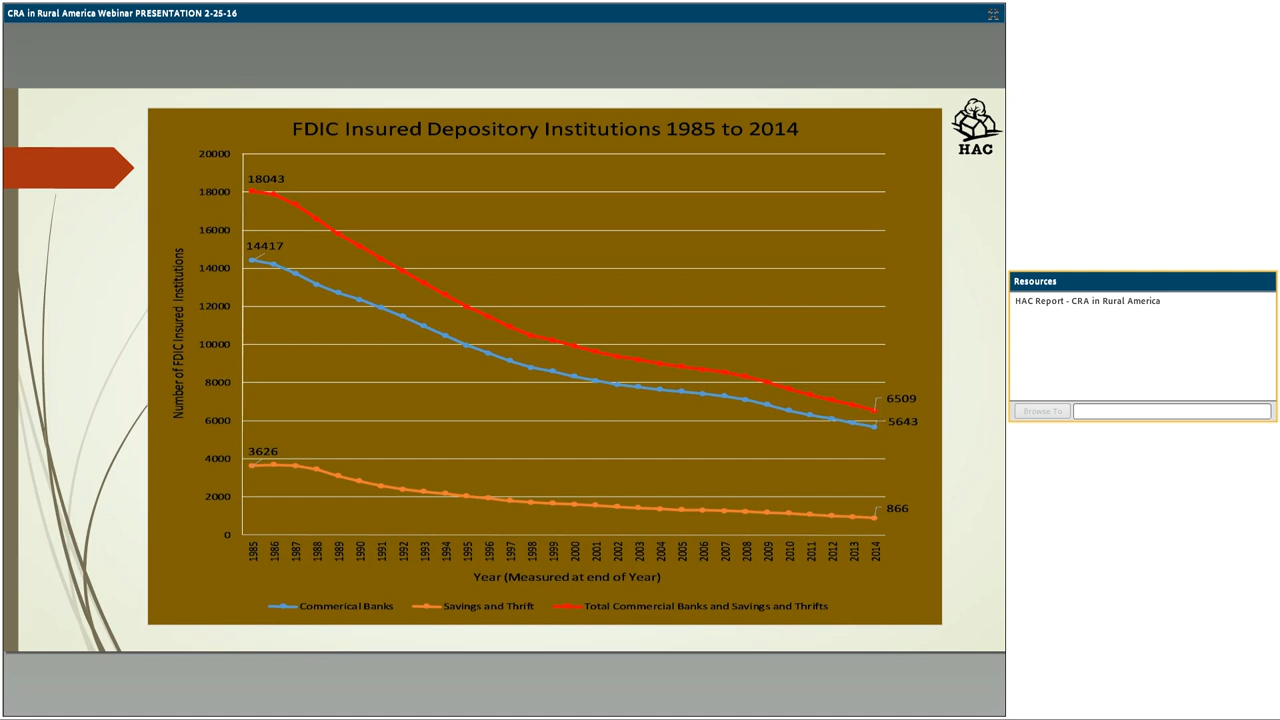 CRA in Rural America Webinar PRESENTATION 2-25-16
HAC
FDIC Insured Depository Institutions 1985 to 2014
Number of FDIC Insured Institutions
20000
18000
16000
14000
12000
10000
8000
6000
4000
2000
0
18043
14417
3626
6509
5643
866
1985 1986 1987 1988 1989 1990 1991 1992 1993 1994 1995 1996 1997 1998 1999 2000 2001 2002 2003 2004 2005 2006 2007 2008 2009 2010 2011 2012 2013 2014
Year (Measured at end of Year)
Commerical Banks Savings and Thrift Total Commercial Banks and Savings and Thrifts
Resources
HAC Report - CRA in Rural America
Browse To